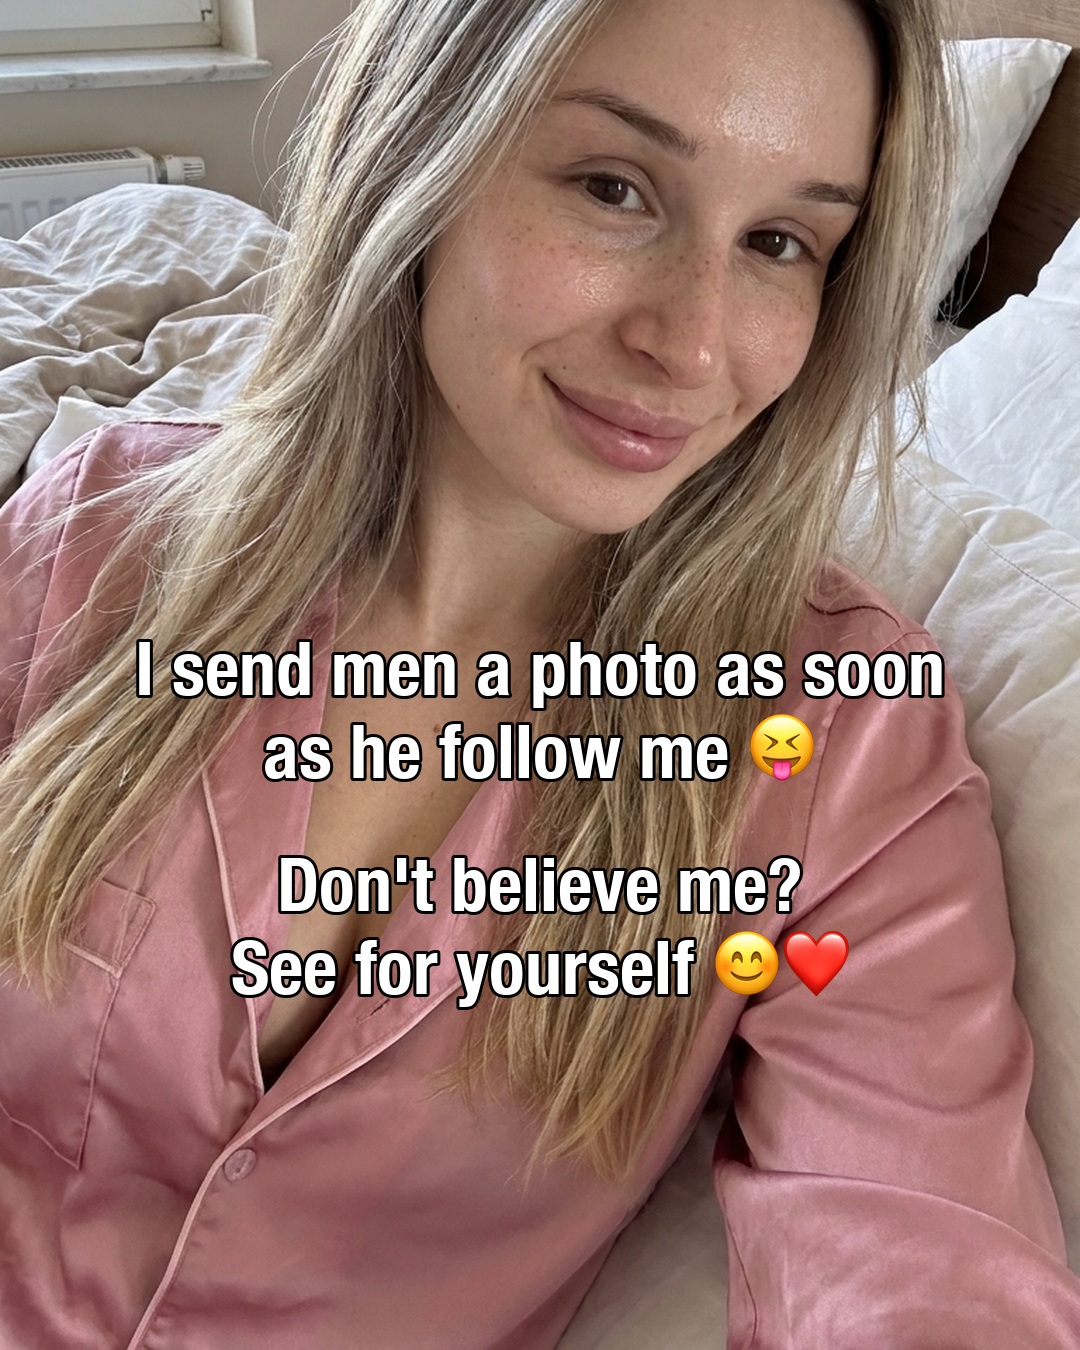 I send men a photo as soon
as he follow me 😝
Don't believe me?
See for yourself 😊❤️